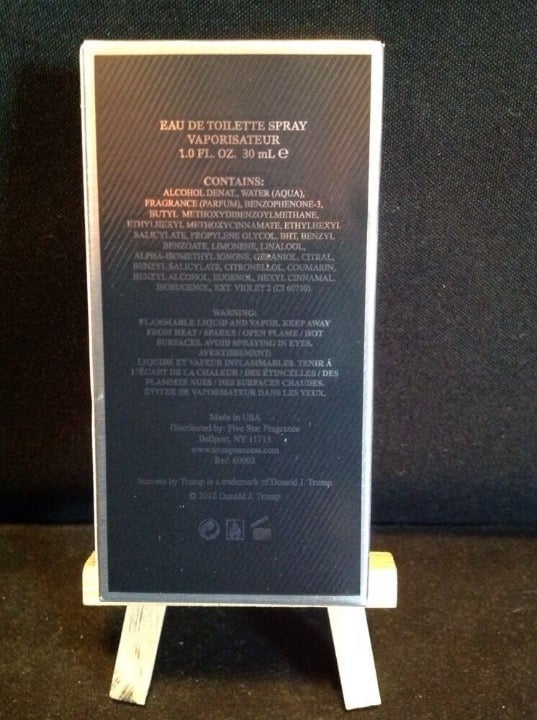 EAU DE TOILETTE SPRAY
VAPORISATEUR
1.0 FL. OZ. 30 mL ℮
CONTAINS:
ALCOHOL DENAT., WATER (AQUA),
FRAGRANCE (PARFUM), BENZOPHENONE-3,
BUTYL METHOXYDIBENZOYLMETHANE,
ETHYLHEXYL METHOXYCINNAMATE, ETHYLHEXYL
SALICYLATE, PROPYLENE GLYCOL, BHT, BENZYL
BENZOATE, LIMONENE, LINALOOL,
ALPHA-ISOMETHYL IONONE, GERANIOL, CITRAL,
BENZYL SALICYLATE, CITRONELLOL, COUMARIN,
BENZYL ALCOHOL, EUGENOL, HEXYL CINNAMAL,
ISOEUGENOL, EXT. VIOLET 2 (CI 60730).
WARNING:
FLAMMABLE LIQUID AND VAPOR. KEEP AWAY
FROM HEAT / SPARKS / OPEN FLAME / HOT
SURFACES. AVOID SPRAYING IN EYES.
AVERTISSEMENT:
LIQUIDE ET VAPEUR INFLAMMABLES. TENIR À
L'ÉCART DE LA CHALEUR / DES ÉTINCELLES / DES
FLAMMES NUES / DES SURFACES CHAUDES.
ÉVITER DE VAPORISATEUR DANS LES YEUX.
Made in USA
Distributed by: Five Star Fragrance
Bellport, NY 11713
www.trumpsuccess.com
Ref: 60002
Success by Trump is a trademark of Donald J. Trump
© 2012 Donald J. Trump